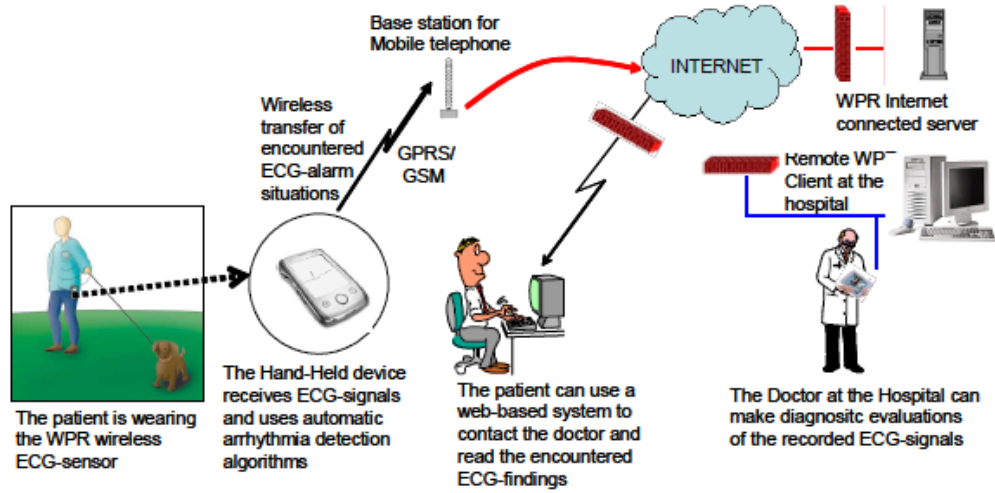 Base station for
Mobile telephone
INTERNET
WPR Internet
connected server
Wireless
transfer of
encountered
ECG-alarm
situations
GPRS/
GSM
Remote WPT
Client at the
hospital
The patient is wearing
the WPR wireless
ECG-sensor
The Hand-Held device
receives ECG-signals
and uses automatic
arrhythmia detection
algorithms
The patient can use a
web-based system to
contact the doctor and
read the encountered
ECG-findings
The Doctor at the Hospital can
make diagnositc evaluations
of the recorded ECG-signals